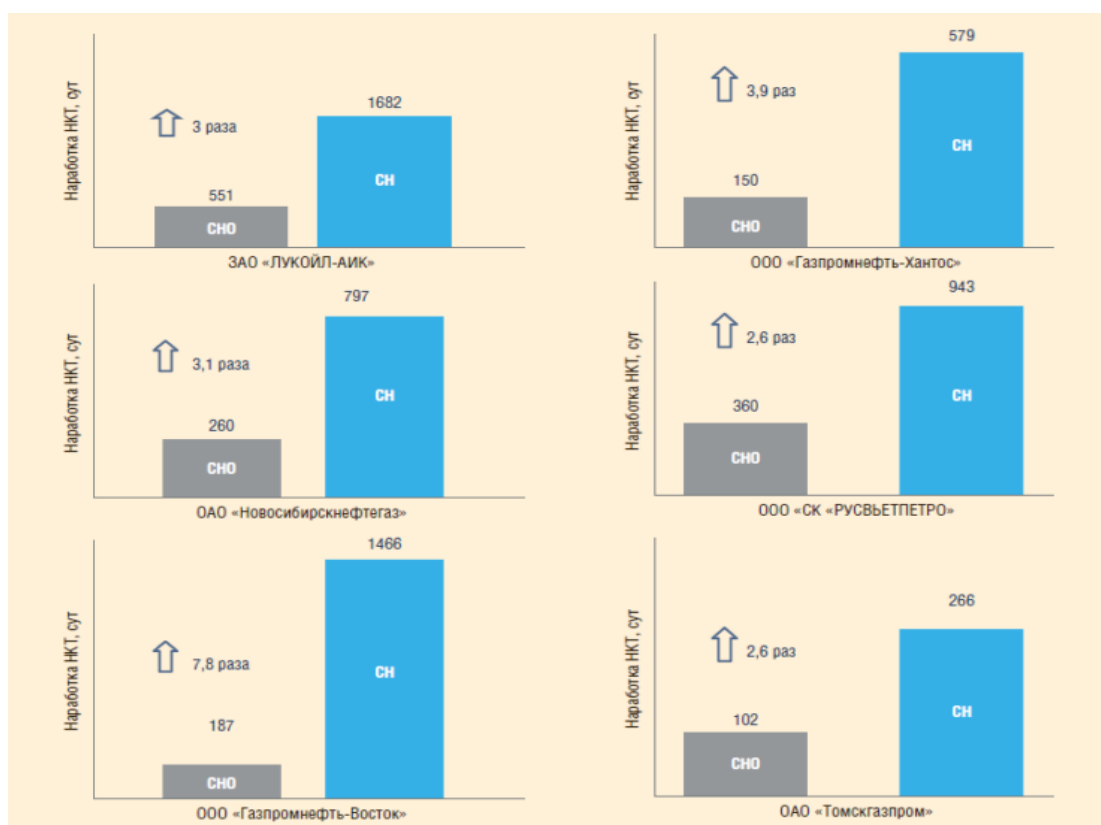 Наработка НКТ, сут
3 раза
551
СНО
1682
СН
ЗАО «ЛУКОЙЛ-АИК»
Наработка НКТ, сут
3,9 раз
150
СНО
579
СН
ООО «Газпромнефть-Хантос»
Наработка НКТ, сут
3,1 раза
260
СНО
797
СН
ОАО «Новосибирскнефтегаз»
Наработка НКТ, сут
2,6 раз
360
СНО
943
СН
ООО «СК «РУСВЬЕТПЕТРО»
Наработка НКТ, сут
7,8 раза
187
СНО
1466
СН
ООО «Газпромнефть-Восток»
Наработка НКТ, сут
2,6 раз
102
СНО
266
СН
ОАО «Томскгазпром»